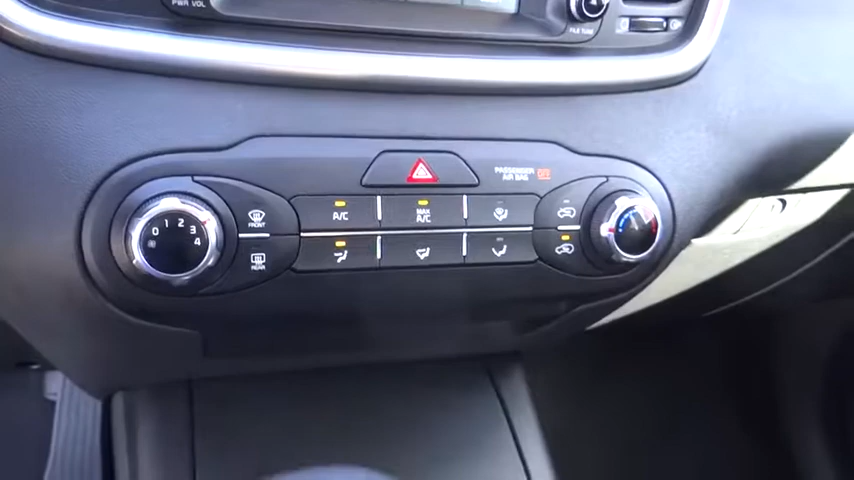 PWR VOL
FILE TUNE
PASSENGER
AIR BAG OFF
0 1 2 3 4
FRONT
REAR
A/C
MAX
A/C